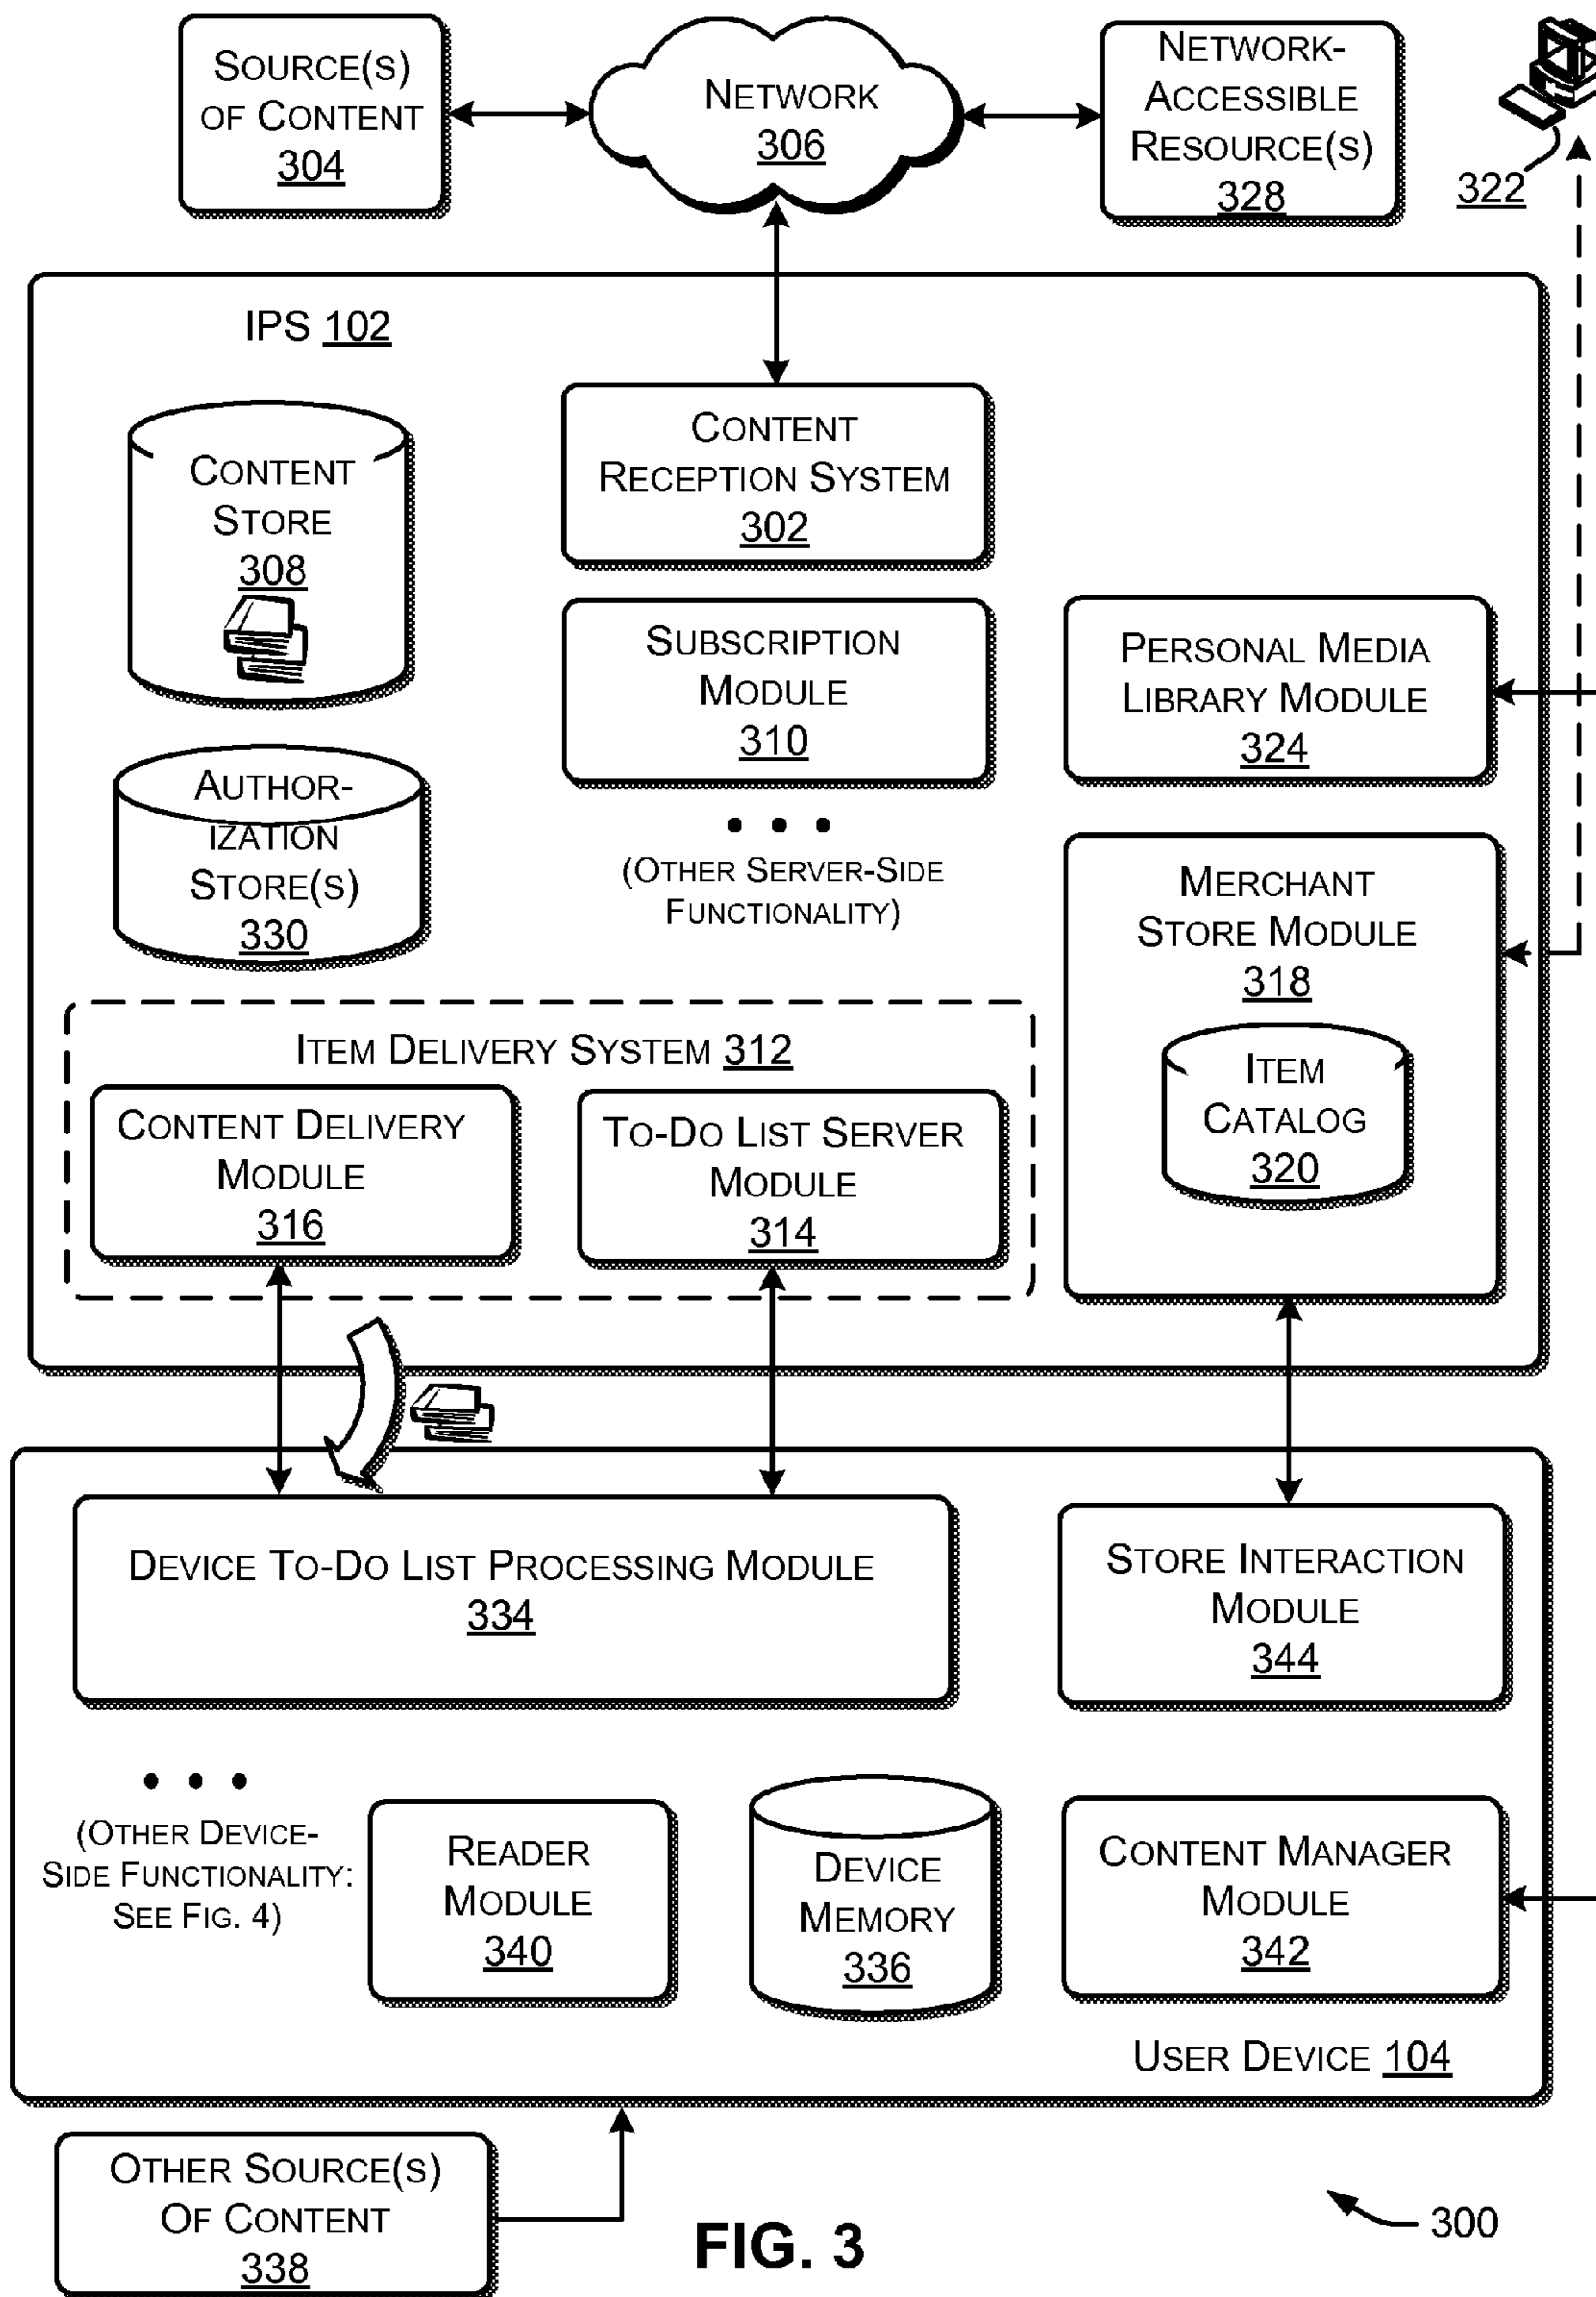 SOURCE(S)
OF CONTENT
304
NETWORK
306
NETWORK-
ACCESSIBLE
RESOURCE(S)
328
322
IPS 102
CONTENT
STORE
308
CONTENT
RECEPTION SYSTEM
302
SUBSCRIPTION
MODULE
310
PERSONAL MEDIA
LIBRARY MODULE
324
AUTHOR-
IZATION
STORE(S)
330
• • •
(OTHER SERVER-SIDE
FUNCTIONALITY)
MERCHANT
STORE MODULE
318
ITEM
CATALOG
320
ITEM DELIVERY SYSTEM 312
CONTENT DELIVERY
MODULE
316
TO-DO LIST SERVER
MODULE
314
DEVICE TO-DO LIST PROCESSING MODULE
334
STORE INTERACTION
MODULE
344
• • •
(OTHER DEVICE-
SIDE FUNCTIONALITY:
SEE FIG. 4)
READER
MODULE
340
DEVICE
MEMORY
336
CONTENT MANAGER
MODULE
342
USER DEVICE 104
OTHER SOURCE(S)
OF CONTENT
338
FIG. 3
300